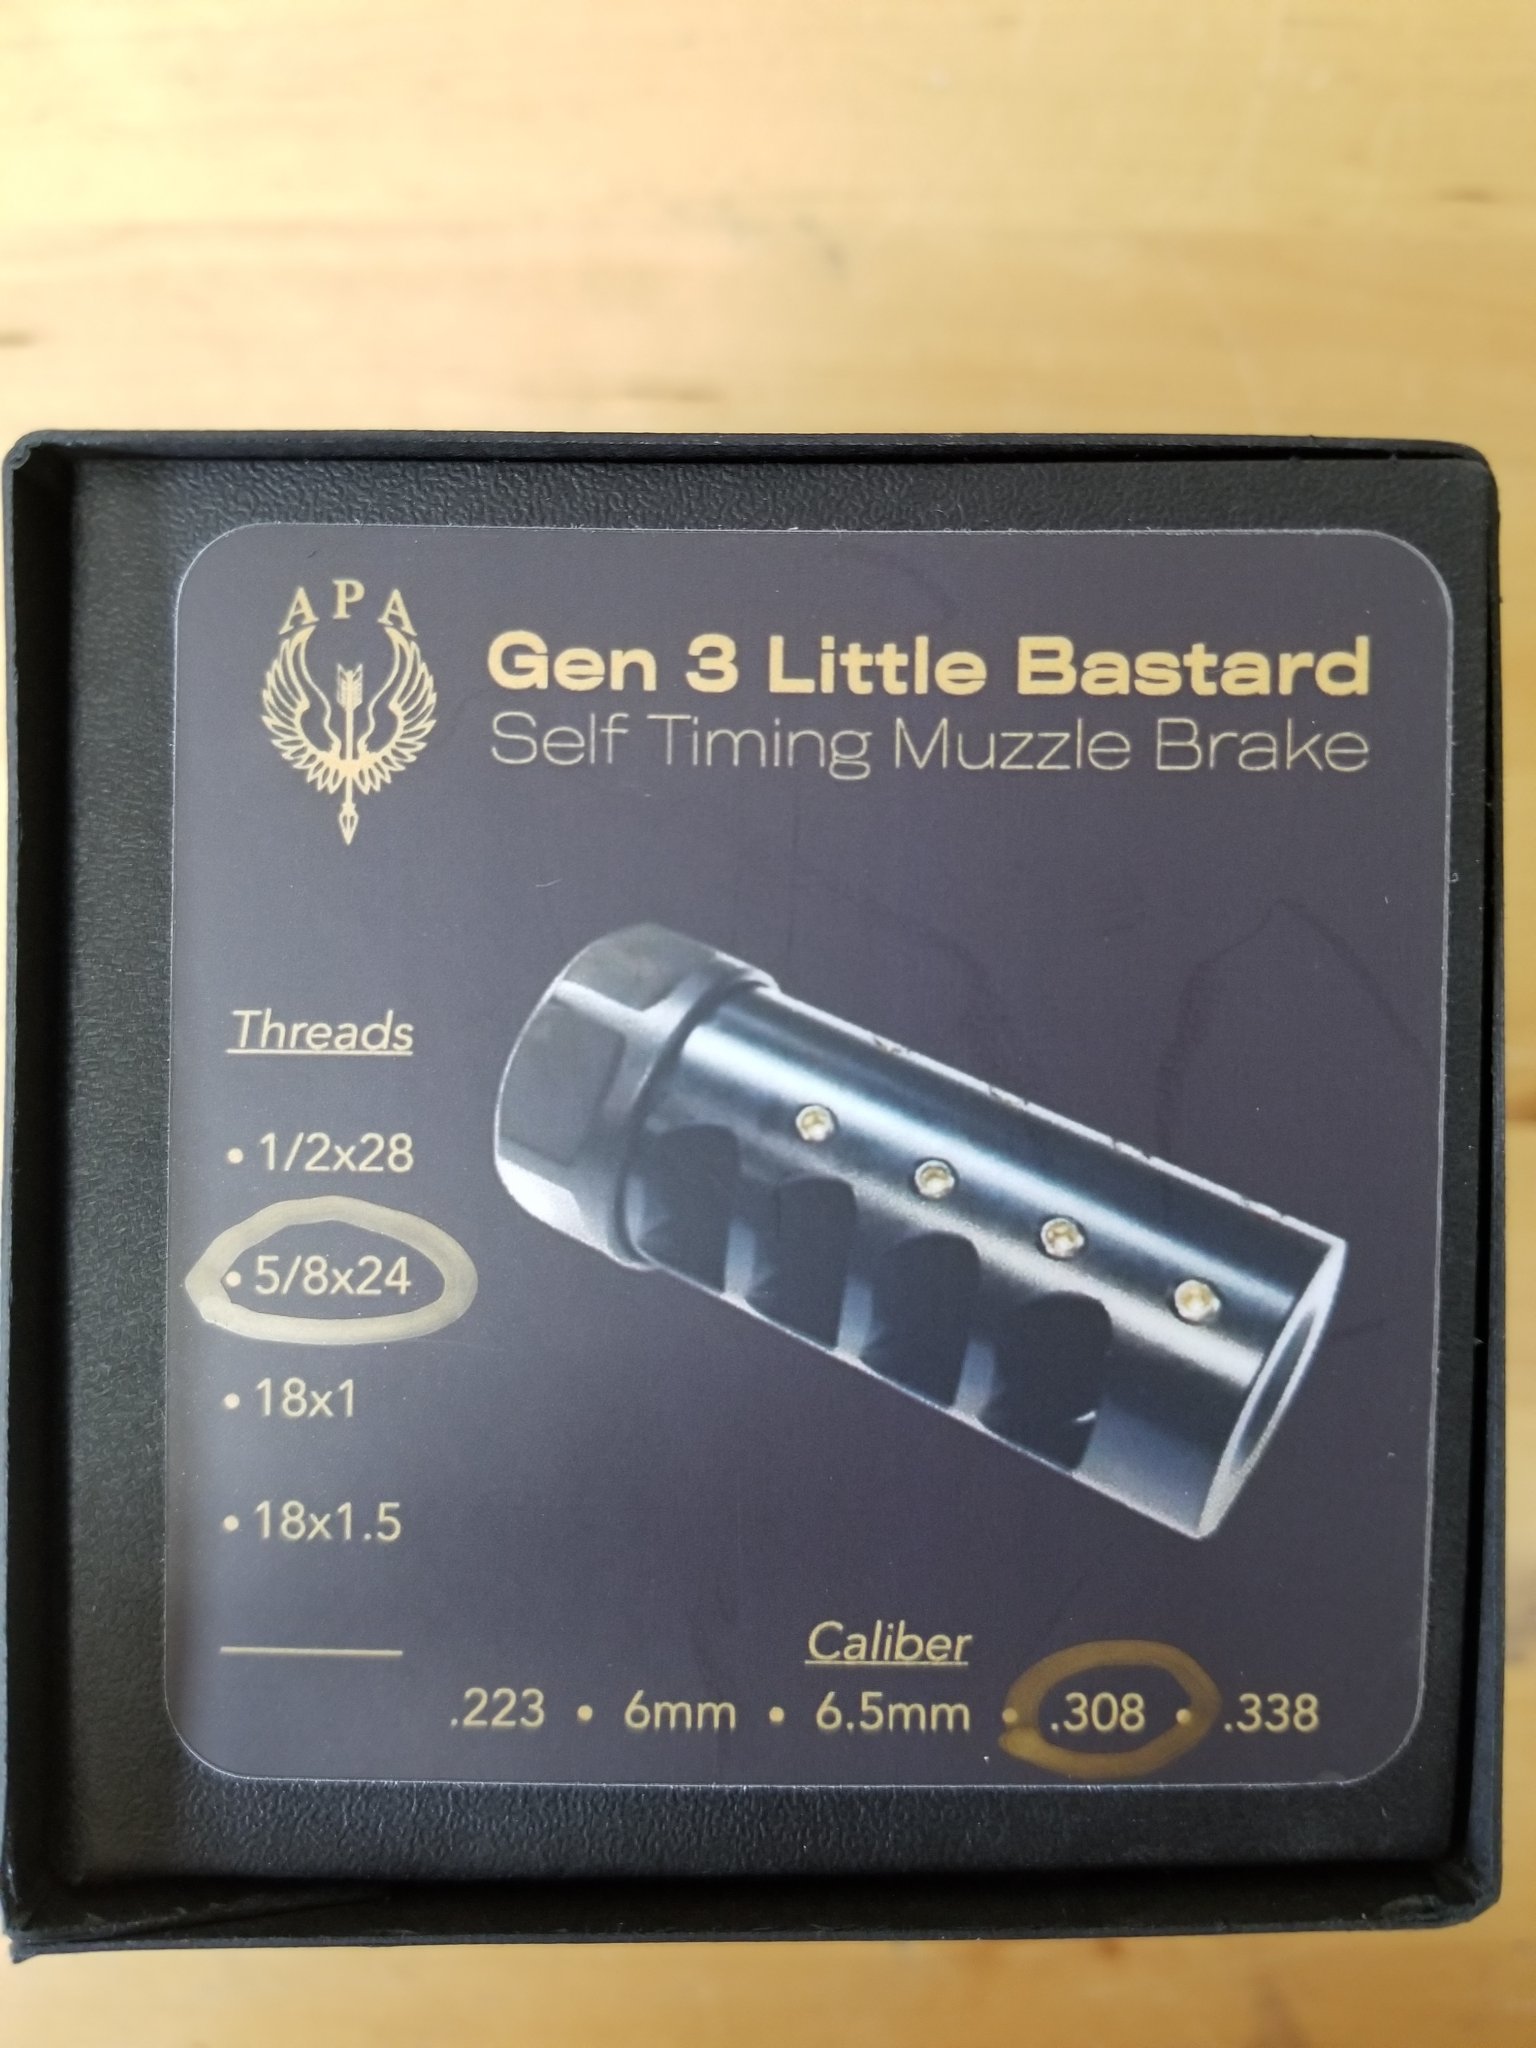 APA
Gen 3 Little Bastard
Self Timing Muzzle Brake
Threads
• 1/2x28
• 5/8x24
• 18x1
• 18x1.5
Caliber
.223 • 6mm • 6.5mm • .308 • .338